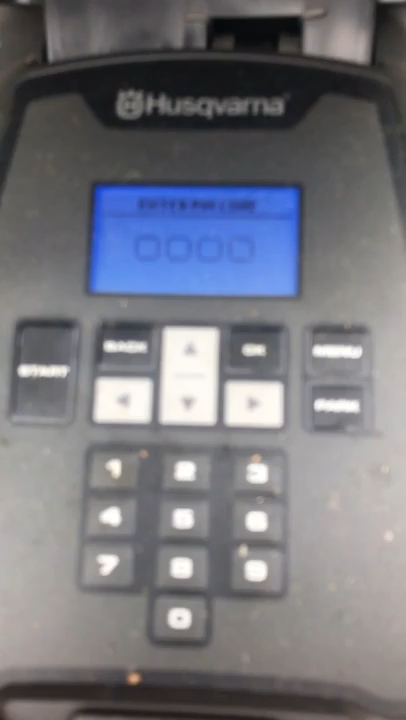 Husqvarna
ENTER PIN CODE
START
BACK
OK
MENU
PARK
1 2 3
4 5 6
7 8 9
0